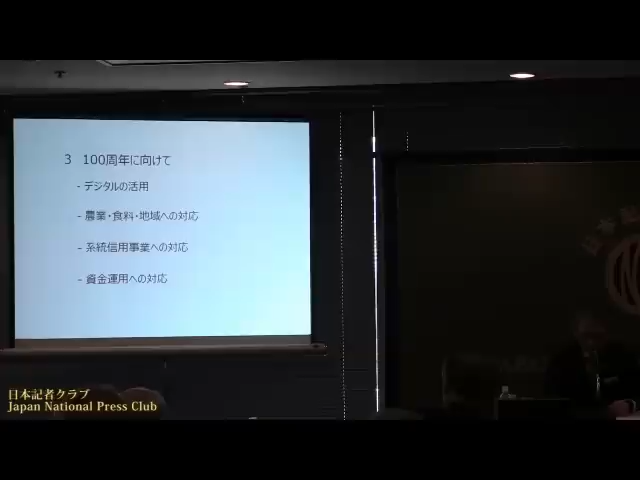 3 100周年に向けて
- デジタルの活用
- 農業・食料・地域への対応
- 系統信用事業への対応
- 資金運用への対応
日本記者クラブ
Japan National Press Club